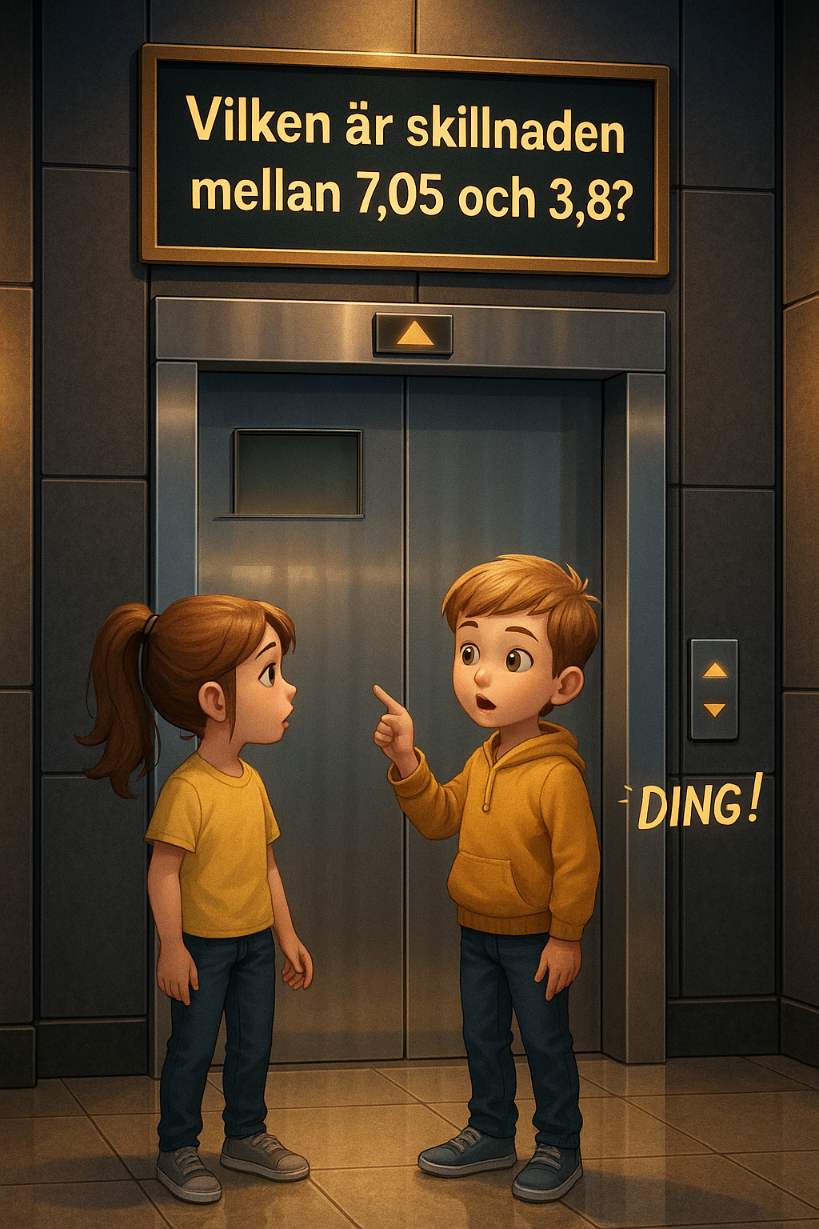 Vilken är skillnaden
mellan 7,05 och 3,8?
DING!